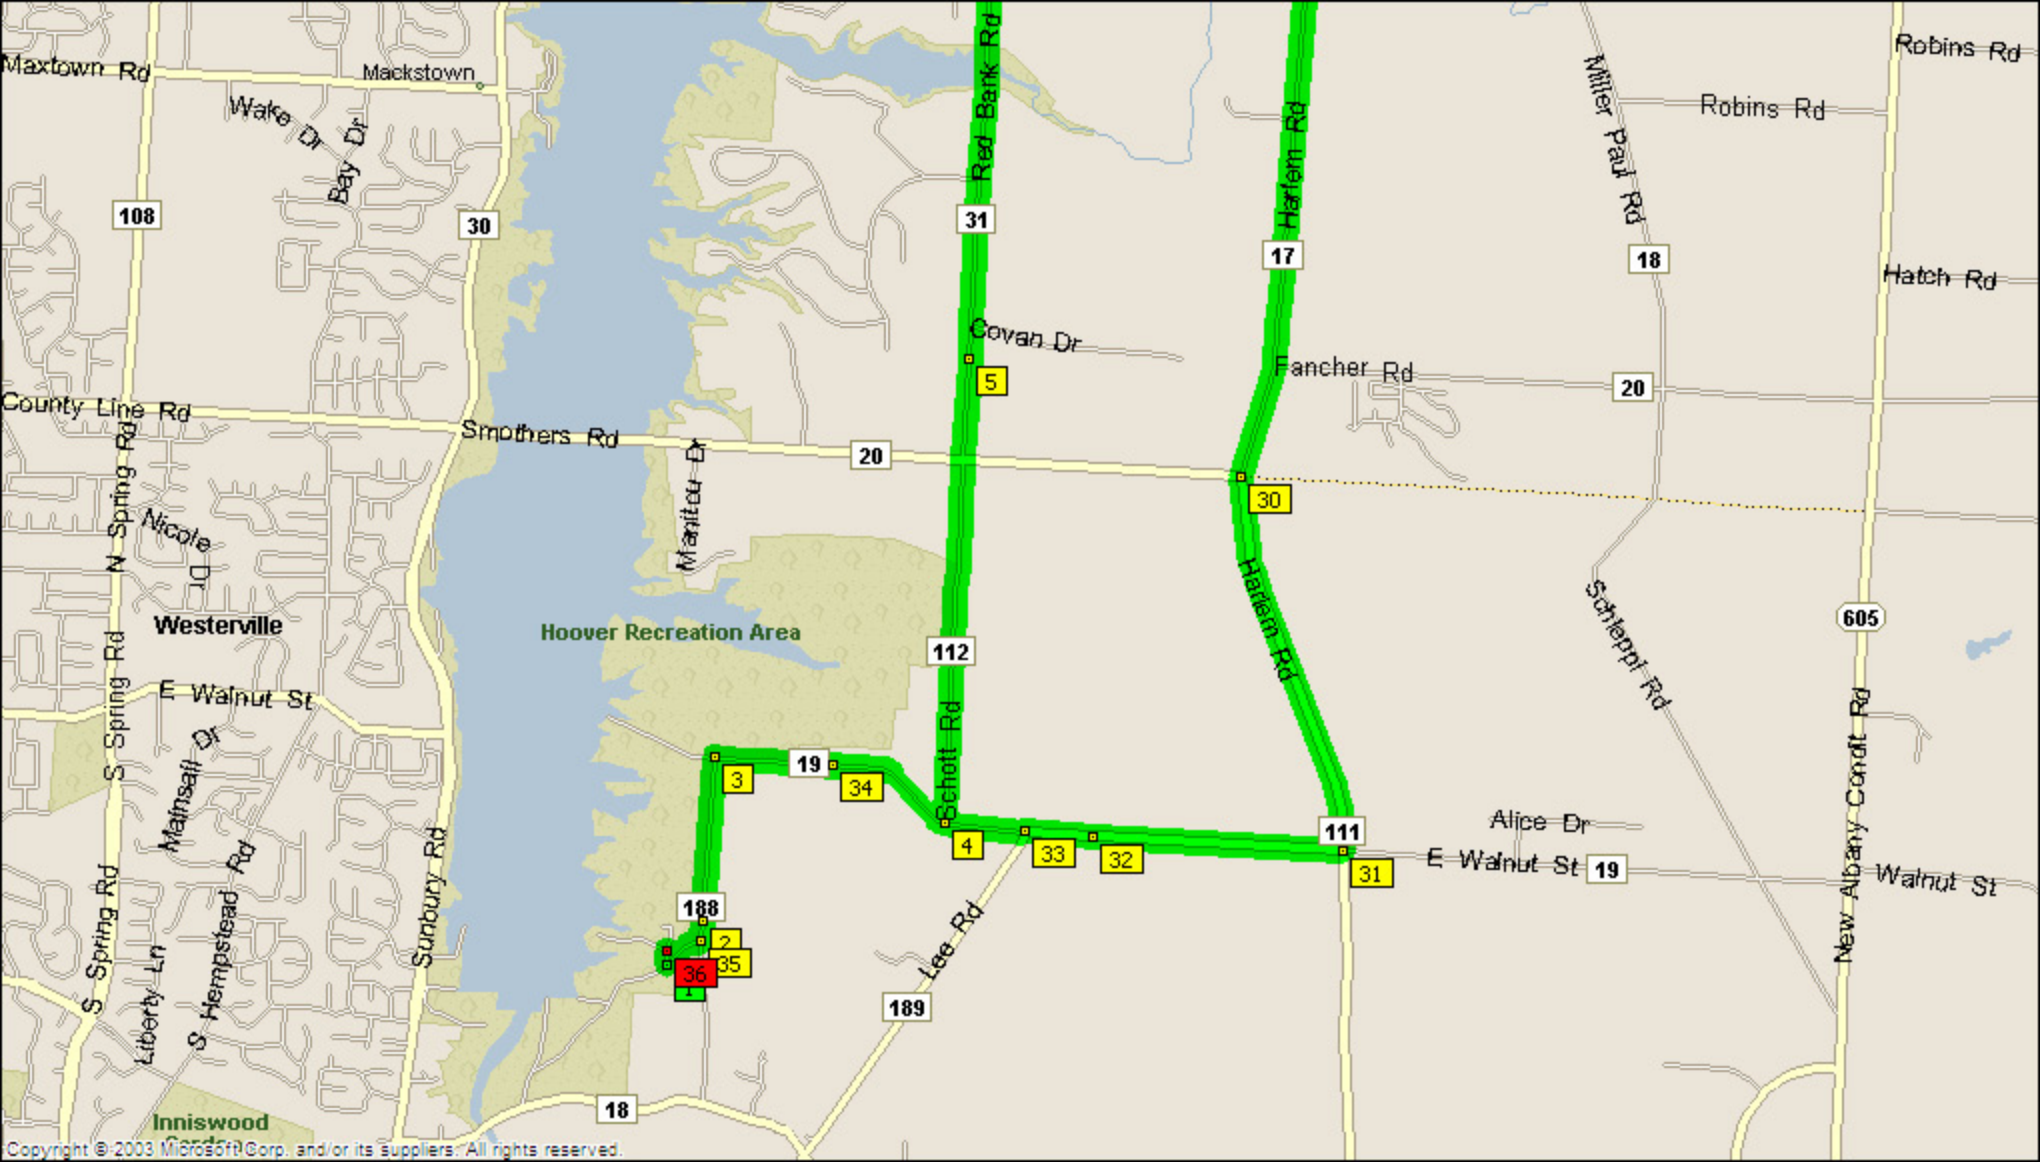 Red Bank Rd
Robins Rd
Maxtown Rd
Mackstown
Miller Paul Rd
Wake Dr
Bay Dr
Harlem Rd
Robins Rd
108
30
31
17
18
Hatch Rd
Covan Dr
5
Fancher Rd
20
County Line Rd
Smothers Rd
20
N Spring Rd
Manitou Dr
30
Nicole Dr
Harlem Rd
Schleppi Rd
Westerville
Hoover Recreation Area
605
112
S Spring Rd
E Walnut St
Mainsail Dr
Schott Rd
New Albany Condit Rd
3
19
34
Alice Dr
111
4
33
32
31
E Walnut St
19
Walnut St
S Spring Rd
S Hempstead Rd
Sunbury Rd
188
Lee Rd
2
35
36
1
Liberty Ln
189
18
Inniswood
Copyright © 2003 Microsoft Corp. and/or its suppliers. All rights reserved.